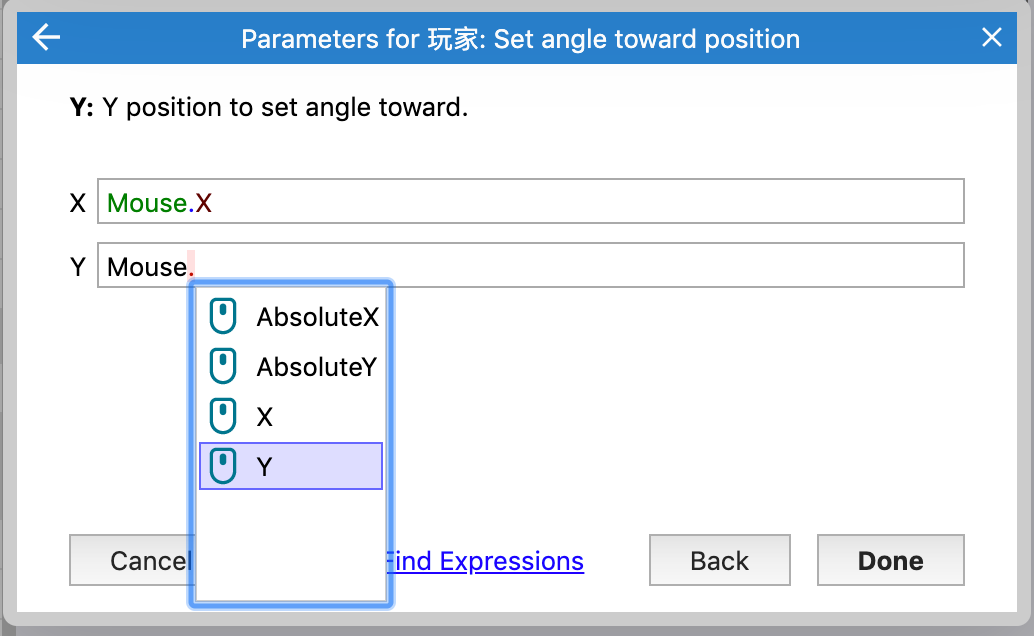 Parameters for 玩家: Set angle toward position
Y: Y position to set angle toward.
X Mouse.X
Y Mouse.
AbsoluteX
AbsoluteY
X
Y
Cancel Find Expressions Back Done